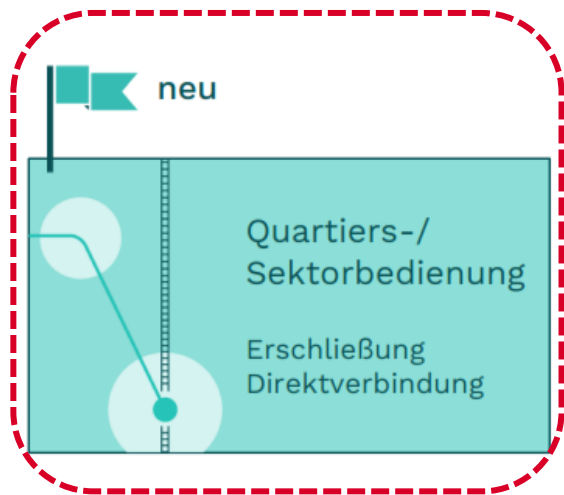 neu
Quartiers-/
Sektorbedienung
Erschließung
Direktverbindung